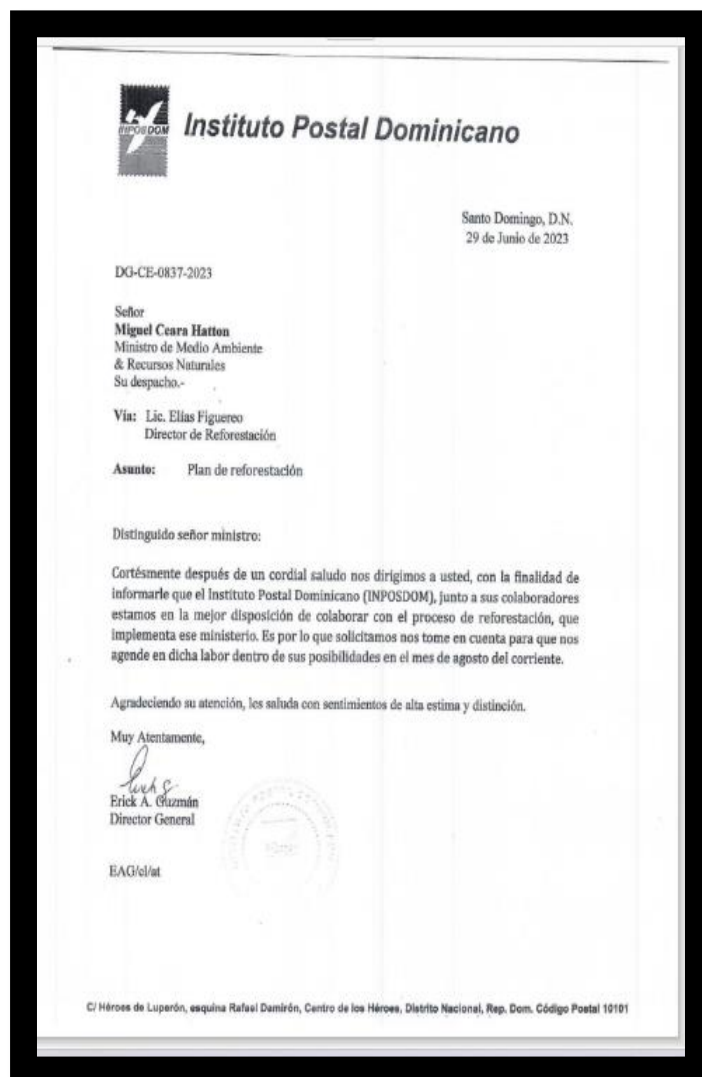 INPOSDOM
Instituto Postal Dominicano
Santo Domingo, D.N.
29 de Junio de 2023
DG-CE-0837-2023
Señor
Miguel Ceara Hatton
Ministro de Medio Ambiente
& Recursos Naturales
Su despacho.-
Vía: Lic. Elías Figuereo
Director de Reforestación
Asunto: Plan de reforestación
Distinguido señor ministro:
Cortésmente después de un cordial saludo nos dirigimos a usted, con la finalidad de
informarle que el Instituto Postal Dominicano (INPOSDOM), junto a sus colaboradores
estamos en la mejor disposición de colaborar con el proceso de reforestación, que
implementa ese ministerio. Es por lo que solicitamos nos tome en cuenta para que nos
agende en dicha labor dentro de sus posibilidades en el mes de agosto del corriente.
Agradeciendo su atención, les saluda con sentimientos de alta estima y distinción.
Muy Atentamente,
Erick A. Guzmán
Director General
EAG/cl/at
C/ Héroes de Luperón, esquina Rafael Damirón, Centro de los Héroes, Distrito Nacional, Rep. Dom. Código Postal 10101